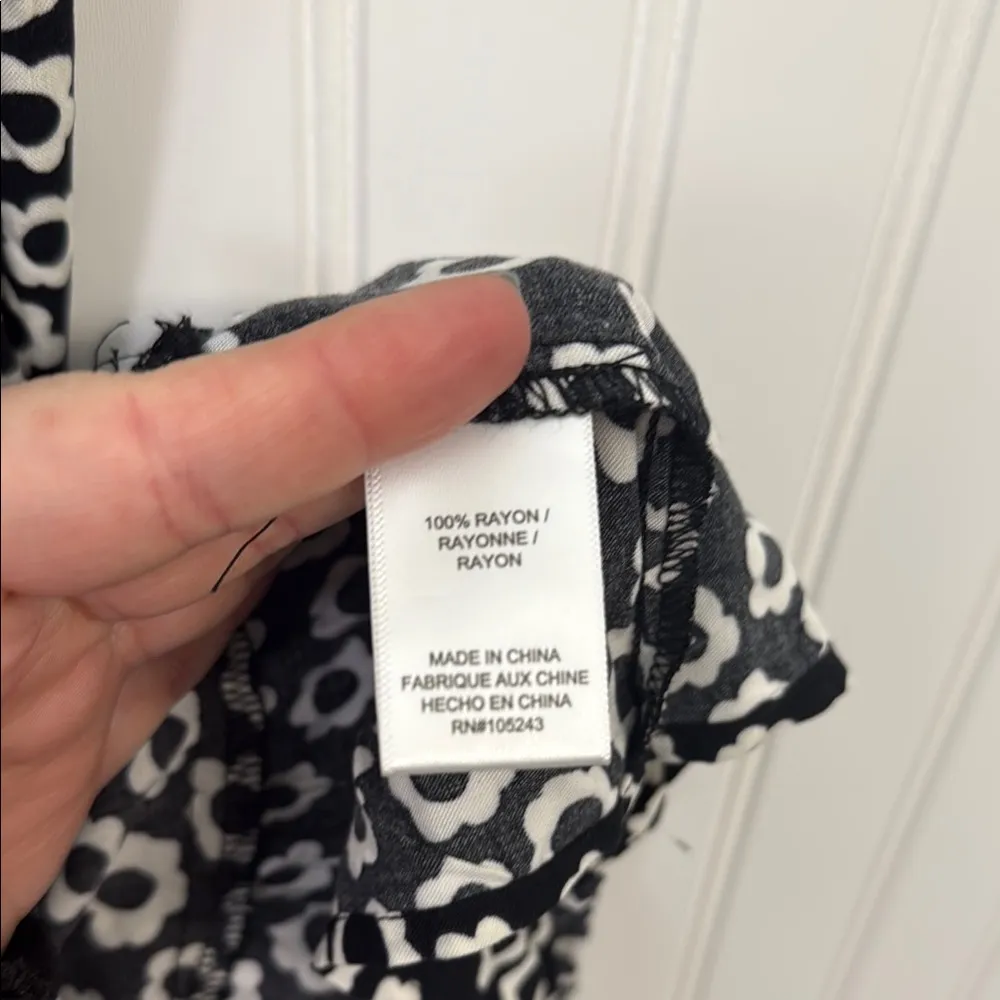 100% RAYON /
RAYONNE /
RAYON
MADE IN CHINA
FABRIQUE AUX CHINE
HECHO EN CHINA
RN#105243